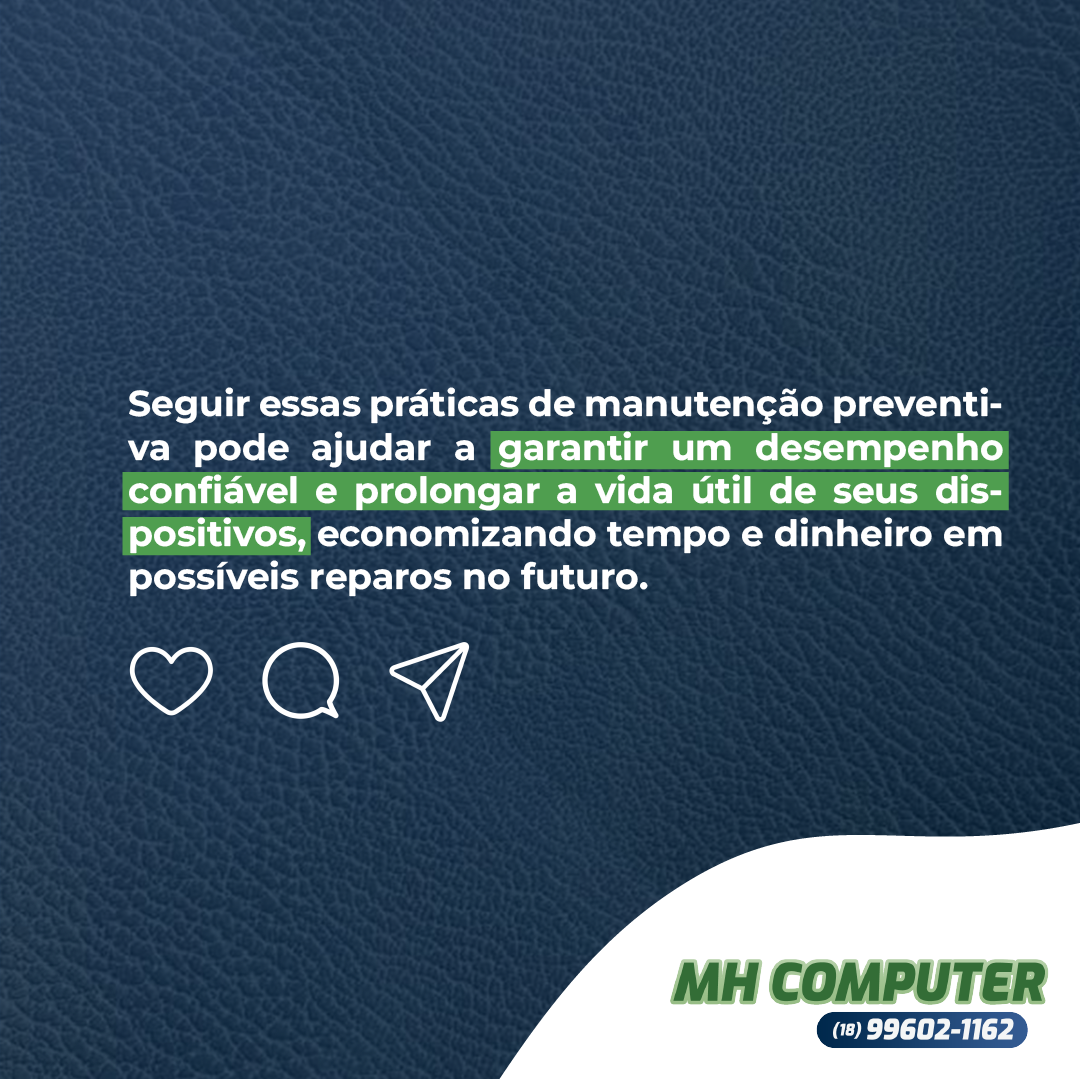 Seguir essas práticas de manutenção preventi-
va pode ajudar a garantir um desempenho
confiável e prolongar a vida útil de seus dis-
positivos, economizando tempo e dinheiro em
possíveis reparos no futuro.
MH COMPUTER
(18) 99602-1162